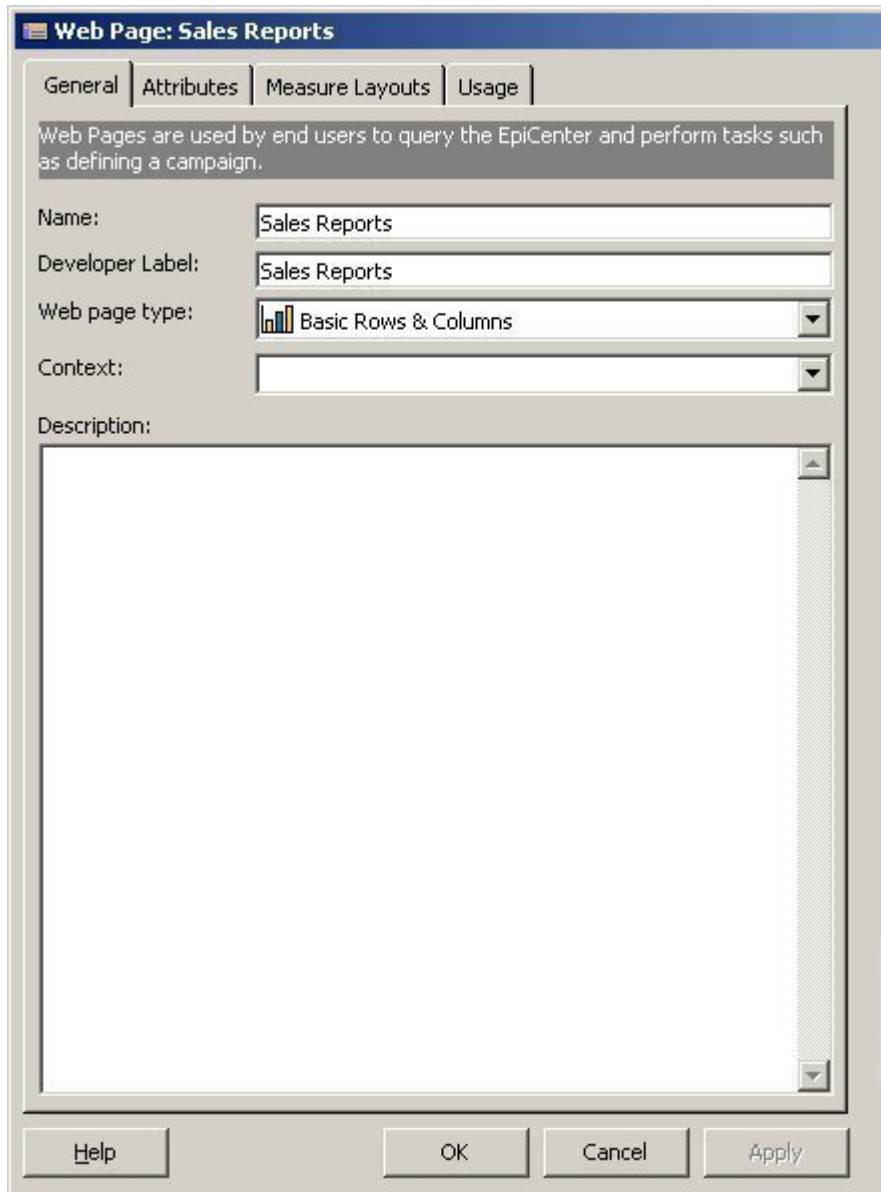 Web Page: Sales Reports
General Attributes Measure Layouts Usage
Web Pages are used by end users to query the EpiCenter and perform tasks such
as defining a campaign.
Name: Sales Reports
Developer Label: Sales Reports
Web page type: Basic Rows & Columns
Context:
Description:
Help OK Cancel Apply